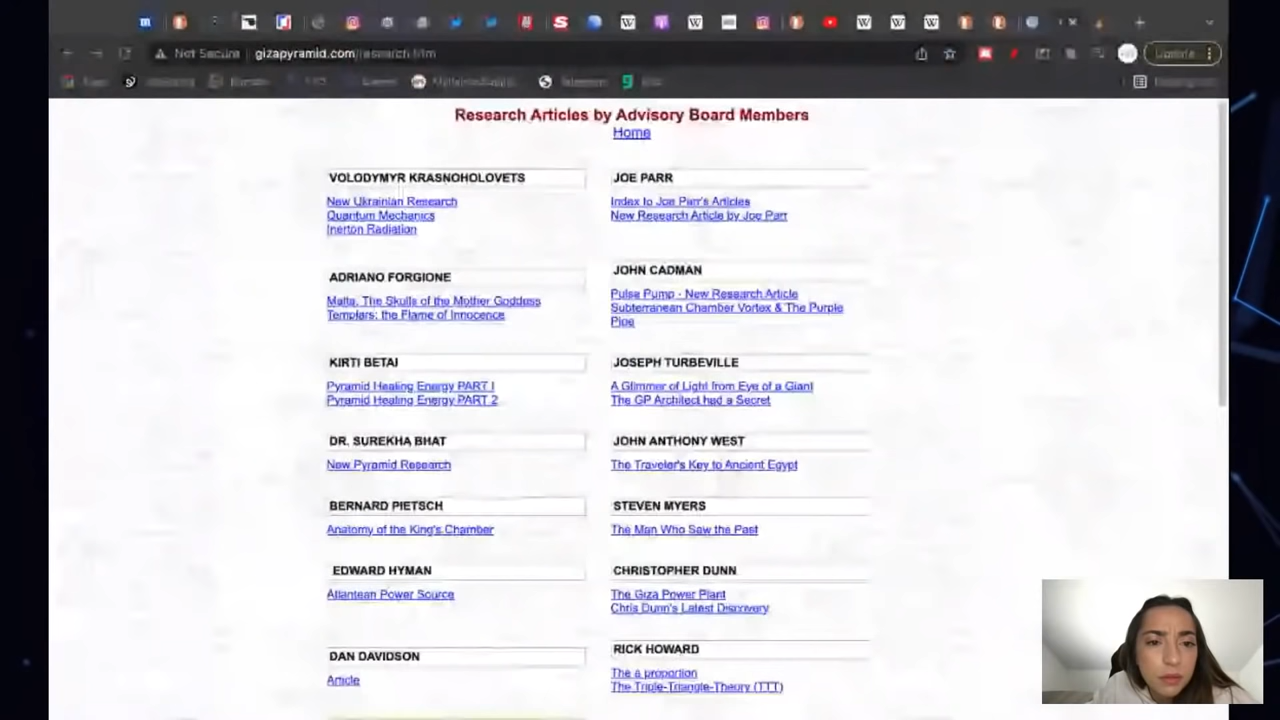 Not Secure gizapyramid.com/research.htm
Update
Research Articles by Advisory Board Members
Home
VOLODYMYR KRASNOHOLOVETS
New Ukrainian Research
Quantum Mechanics
Inerton Radiation
ADRIANO FORGIONE
Malta, The Skulls of the Mother Goddess
Templars: the Flame of Innocence
KIRTI BETAI
Pyramid Healing Energy PART I
Pyramid Healing Energy PART 2
DR. SUREKHA BHAT
New Pyramid Research
BERNARD PIETSCH
Anatomy of the King's Chamber
EDWARD HYMAN
Atlantean Power Source
DAN DAVIDSON
Article
JOE PARR
Index to Joe Parr's Articles
New Research Article by Joe Parr
JOHN CADMAN
Pulse Pump - New Research Article
Subterranean Chamber Vortex & The Purple
Pipe
JOSEPH TURBEVILLE
A Glimmer of Light from Eye of a Giant
The GP Architect had a Secret
JOHN ANTHONY WEST
The Traveler's Key to Ancient Egypt
STEVEN MYERS
The Man Who Saw the Past
CHRISTOPHER DUNN
The Giza Power Plant
Chris Dunn's Latest Discovery
RICK HOWARD
The a proportion
The Triple-Triangle-Theory (TTT)